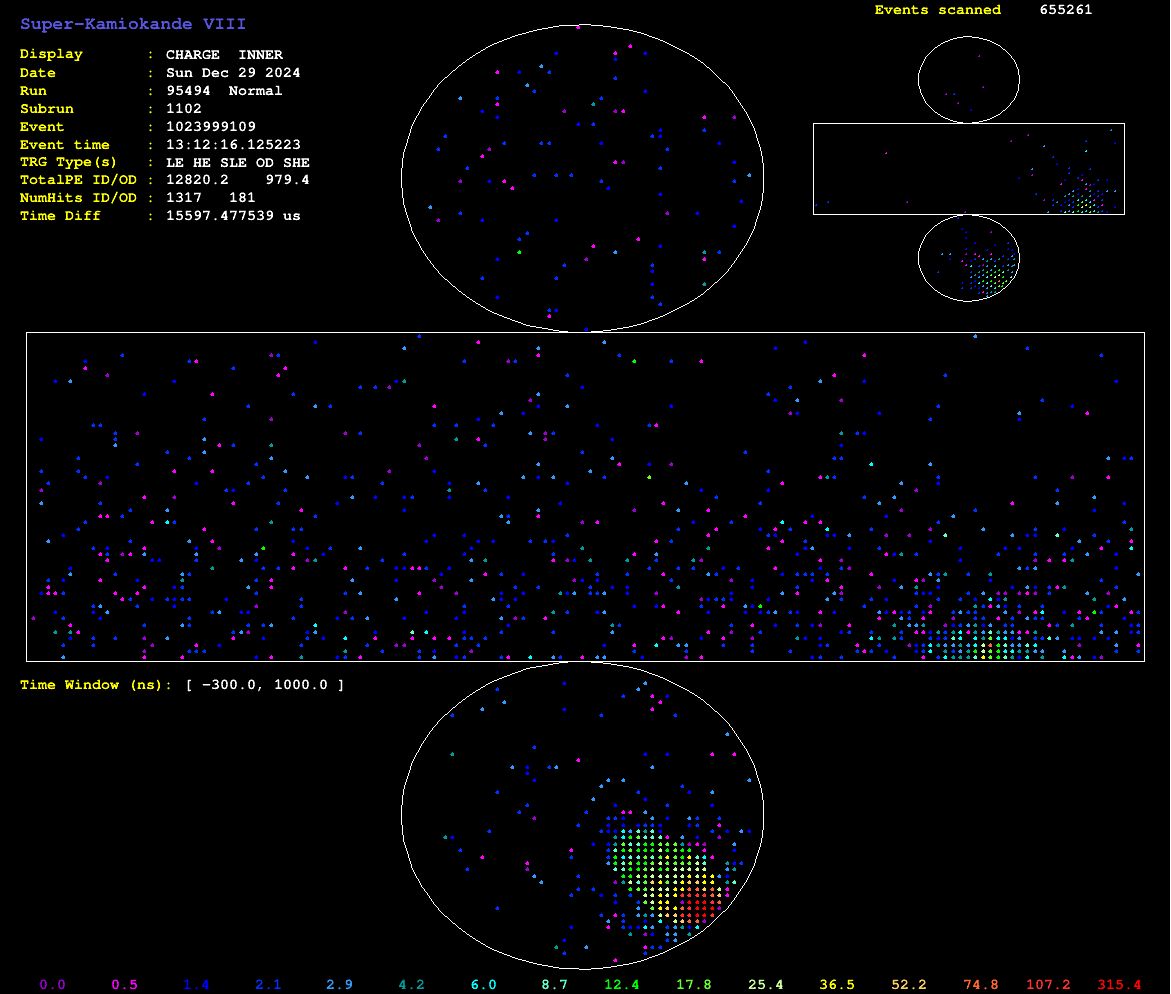 Super-Kamiokande VIII
Events scanned 655261
Display : CHARGE INNER
Date : Sun Dec 29 2024
Run : 95494 Normal
Subrun : 1102
Event : 1023999109
Event time : 13:12:16.125223
TRG Type(s) : LE HE SLE OD SHE
TotalPE ID/OD : 12820.2 979.4
NumHits ID/OD : 1317 181
Time Diff : 15597.477539 us
Time Window (ns): [ −300.0, 1000.0 ]
0.0 0.5 1.4 2.1 2.9 4.2 6.0 8.7 12.4 17.8 25.4 36.5 52.2 74.8 107.2 315.4